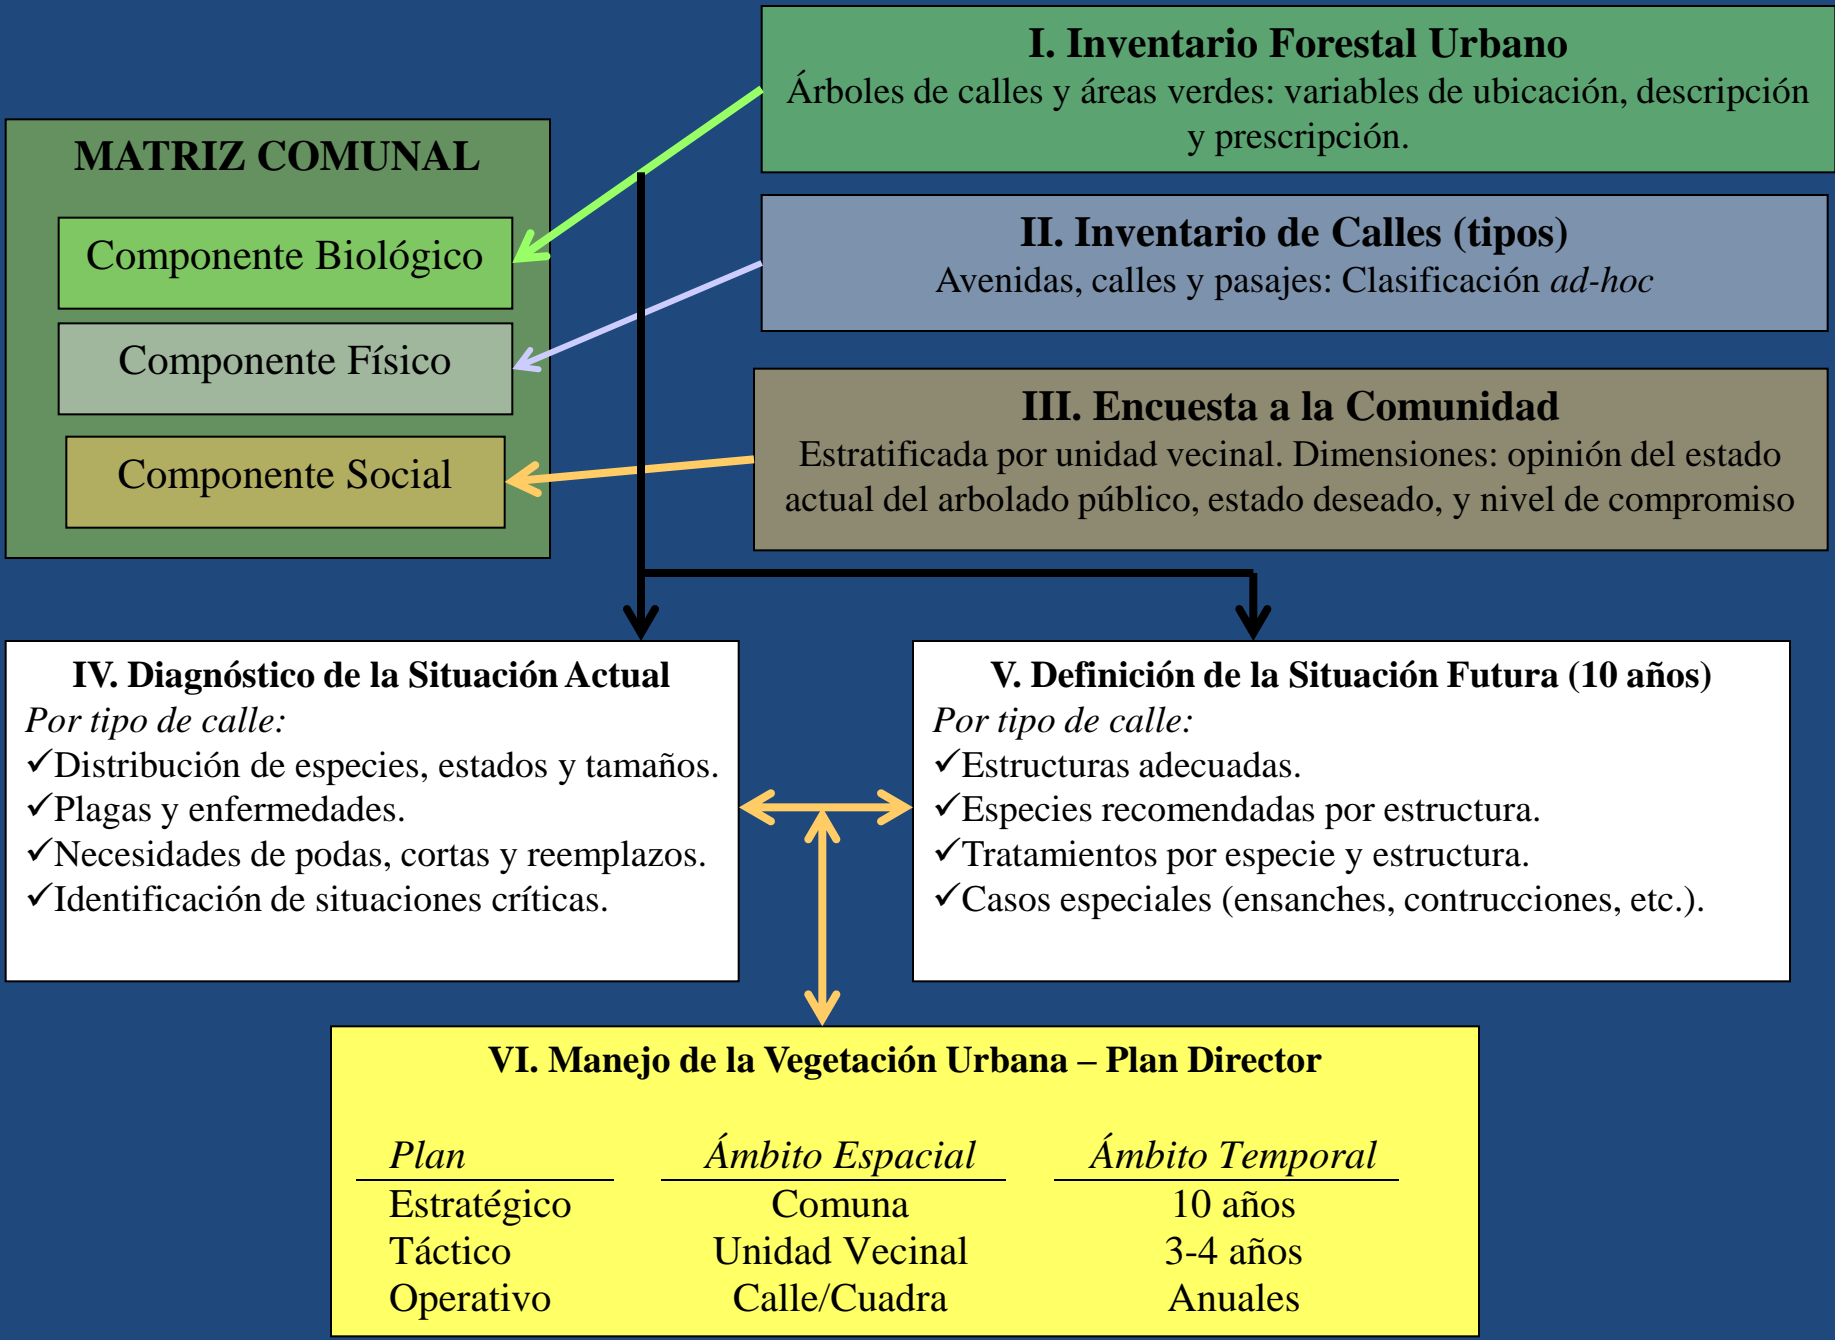 I. Inventario Forestal Urbano
Árboles de calles y áreas verdes: variables de ubicación, descripción
y prescripción.
MATRIZ COMUNAL
Componente Biológico
Componente Físico
Componente Social
II. Inventario de Calles (tipos)
Avenidas, calles y pasajes: Clasificación ad-hoc
III. Encuesta a la Comunidad
Estratificada por unidad vecinal. Dimensiones: opinión del estado
actual del arbolado público, estado deseado, y nivel de compromiso
IV. Diagnóstico de la Situación Actual
Por tipo de calle:
✓Distribución de especies, estados y tamaños.
✓Plagas y enfermedades.
✓Necesidades de podas, cortas y reemplazos.
✓Identificación de situaciones críticas.
V. Definición de la Situación Futura (10 años)
Por tipo de calle:
✓Estructuras adecuadas.
✓Especies recomendadas por estructura.
✓Tratamientos por especie y estructura.
✓Casos especiales (ensanches, contrucciones, etc.).
VI. Manejo de la Vegetación Urbana – Plan Director
Plan Ámbito Espacial Ámbito Temporal
Estratégico Comuna 10 años
Táctico Unidad Vecinal 3-4 años
Operativo Calle/Cuadra Anuales